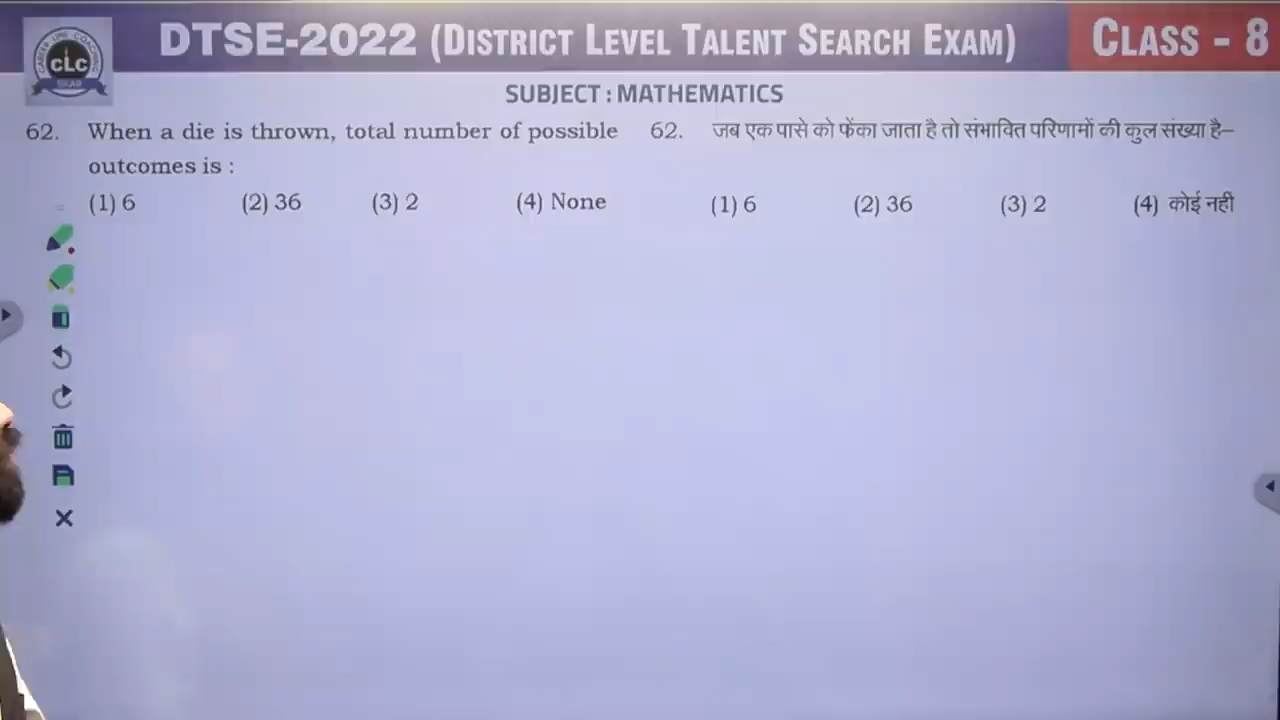 DTSE-2022 (DISTRICT LEVEL TALENT SEARCH EXAM)
CLASS - 8
CLC
SUBJECT : MATHEMATICS
62. When a die is thrown, total number of possible
outcomes is :
(1) 6 (2) 36 (3) 2 (4) None
62. जब एक पासे को फेंका जाता है तो संभावित परिणामों की कुल संख्या है–
(1) 6 (2) 36 (3) 2 (4) कोई नही